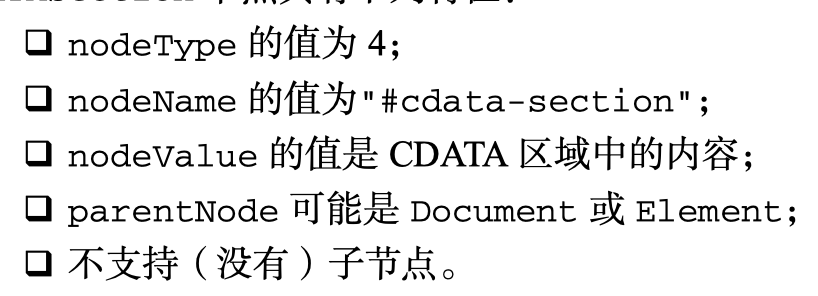 ❑ nodeType 的值为 4;
❑ nodeName 的值为"#cdata-section";
❑ nodeValue 的值是 CDATA 区域中的内容;
❑ parentNode 可能是 Document 或 Element;
❑ 不支持（没有）子节点。